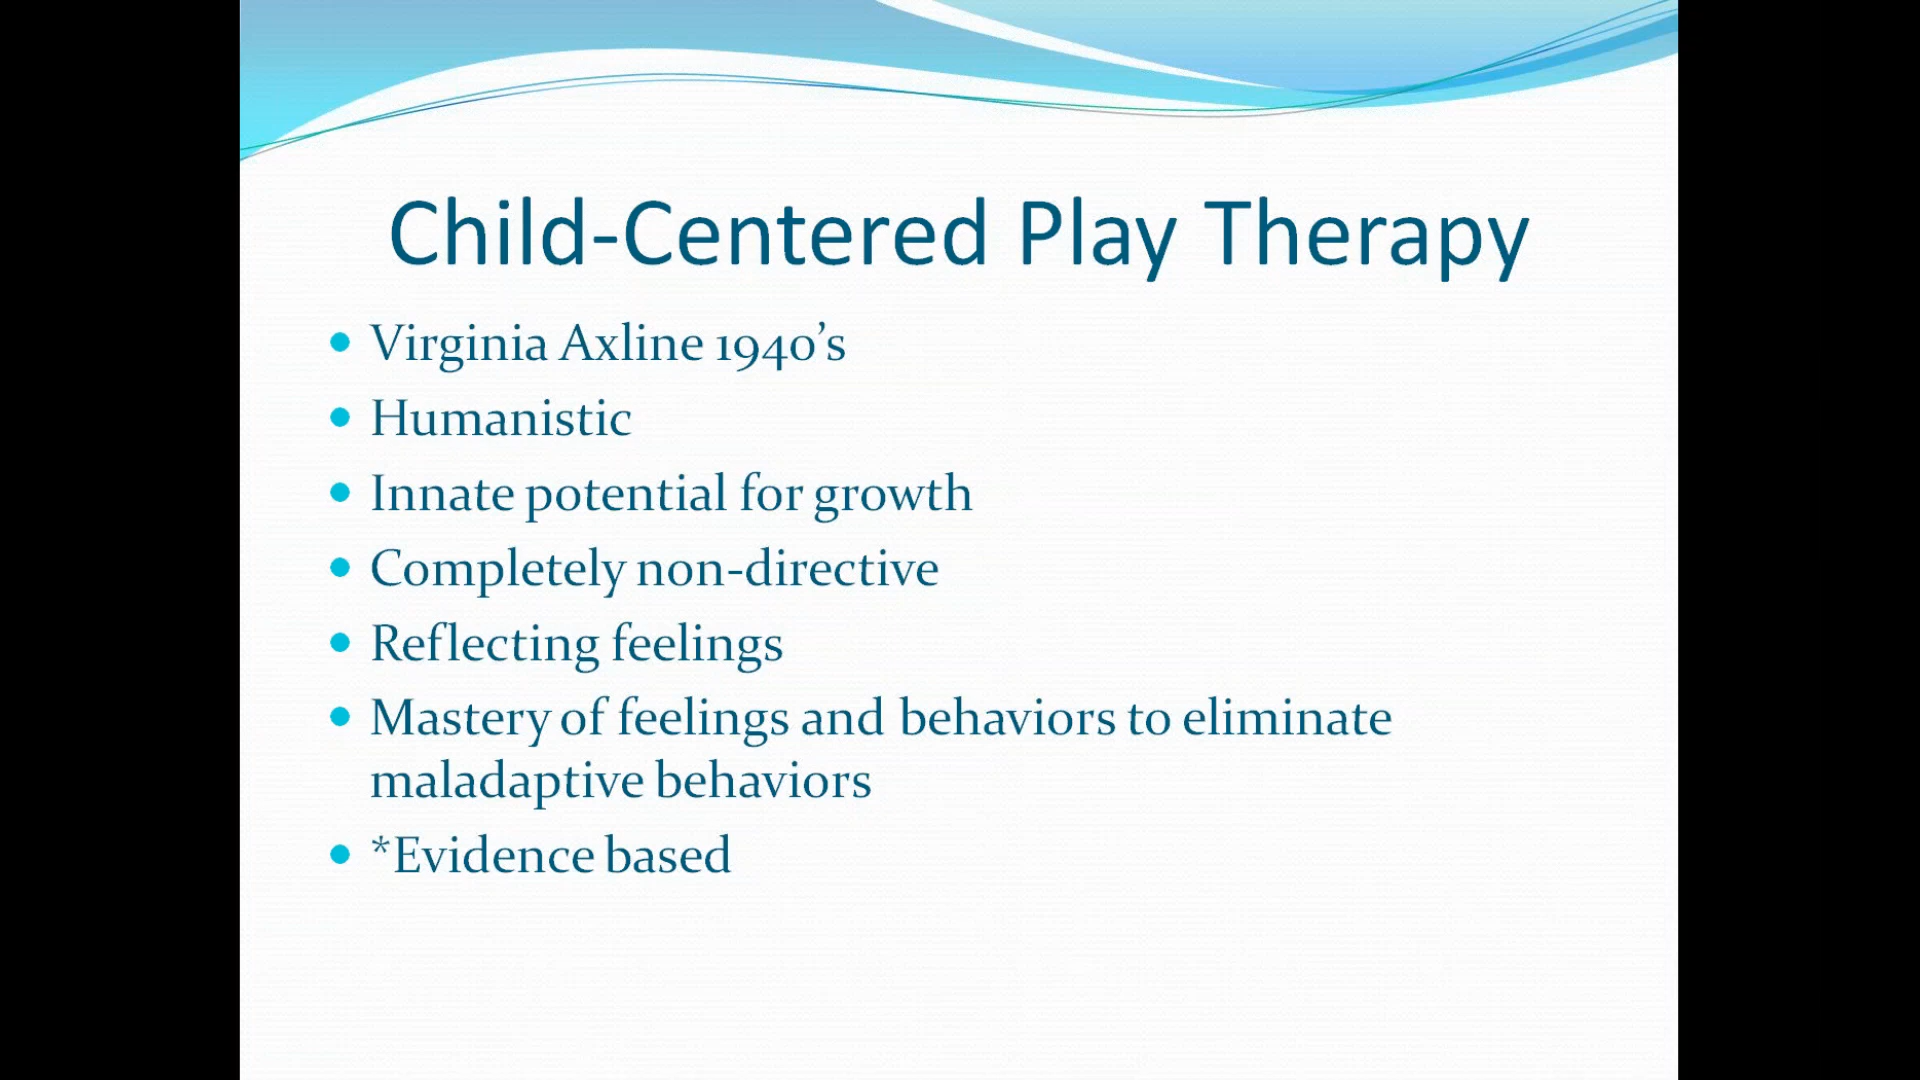 Child-Centered Play Therapy
• Virginia Axline 1940’s
• Humanistic
• Innate potential for growth
• Completely non-directive
• Reflecting feelings
• Mastery of feelings and behaviors to eliminate
maladaptive behaviors
• *Evidence based